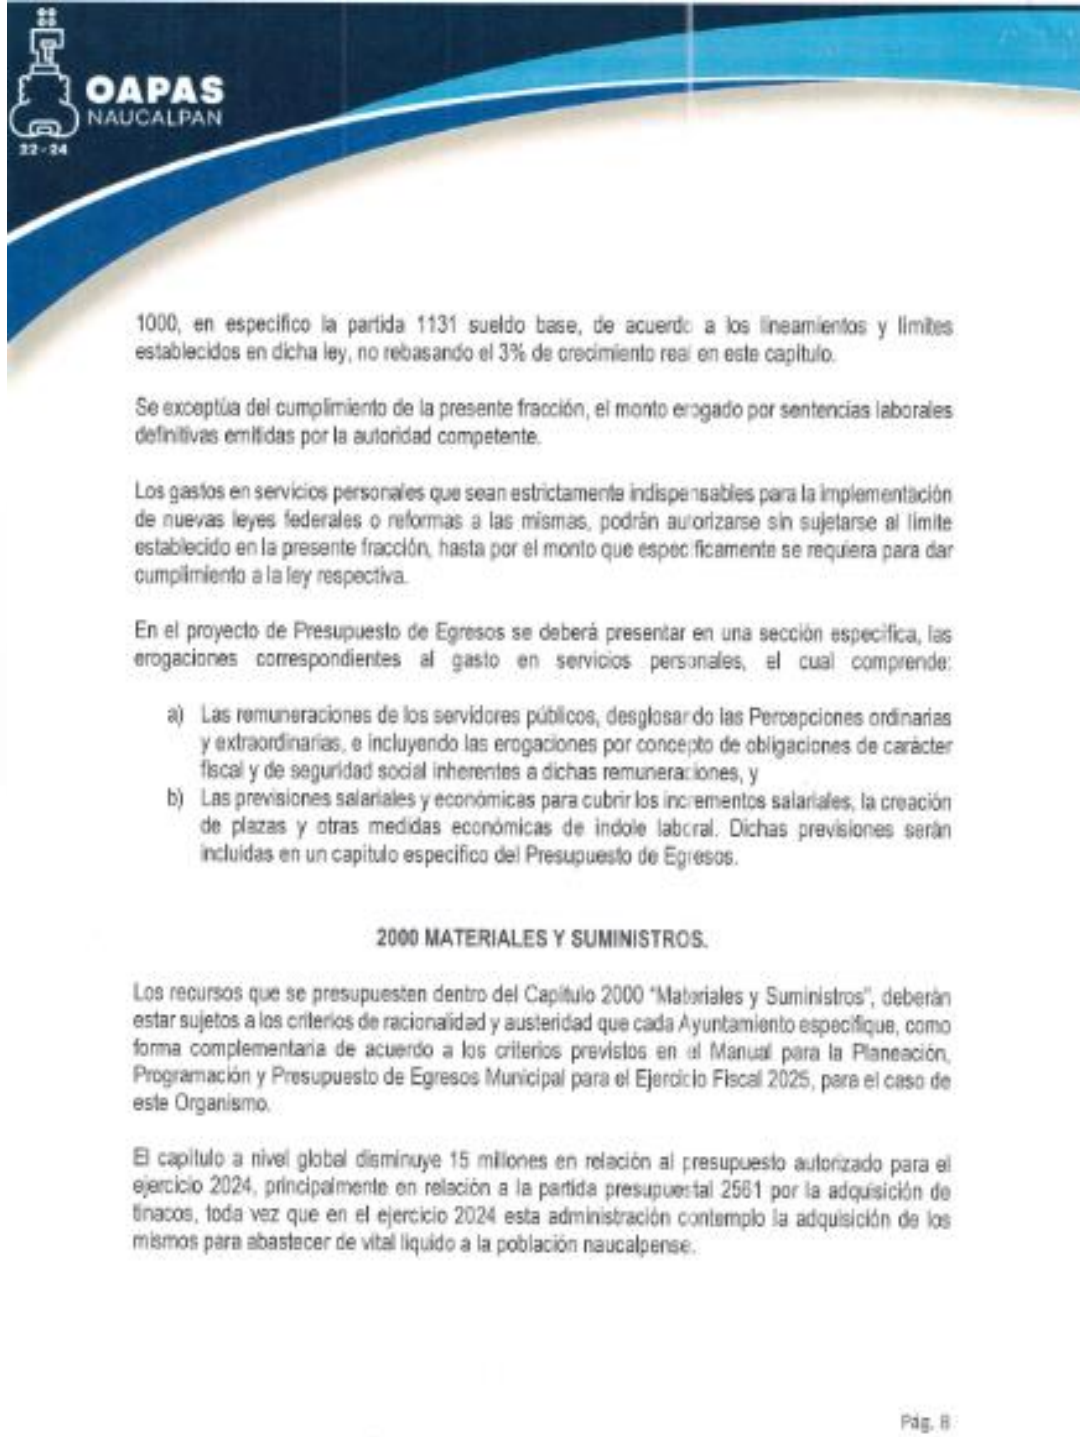 OAPAS
NAUCALPAN
22-24
1000, en específico la partida 1131 sueldo base, de acuerdo a los lineamientos y límites
establecidos en dicha ley, no rebasando el 3% de crecimiento real en este capítulo.
Se exceptúa del cumplimiento de la presente fracción, el monto erogado por sentencias laborales
definitivas emitidas por la autoridad competente.
Los gastos en servicios personales que sean estrictamente indispensables para la implementación
de nuevas leyes federales o reformas a las mismas, podrán autorizarse sin sujetarse al límite
establecido en la presente fracción, hasta por el monto que específicamente se requiera para dar
cumplimiento a la ley respectiva.
En el proyecto de Presupuesto de Egresos se deberá presentar en una sección específica, las
erogaciones correspondientes al gasto en servicios personales, el cual comprende:
a) Las remuneraciones de los servidores públicos, desglosando las Percepciones ordinarias
y extraordinarias, e incluyendo las erogaciones por concepto de obligaciones de carácter
fiscal y de seguridad social inherentes a dichas remuneraciones, y
b) Las previsiones salariales y económicas para cubrir los incrementos salariales, la creación
de plazas y otras medidas económicas de índole laboral. Dichas previsiones serán
incluidas en un capítulo específico del Presupuesto de Egresos.
2000 MATERIALES Y SUMINISTROS.
Los recursos que se presupuesten dentro del Capítulo 2000 "Materiales y Suministros", deberán
estar sujetos a los criterios de racionalidad y austeridad que cada Ayuntamiento especifique, como
forma complementaria de acuerdo a los criterios previstos en el Manual para la Planeación,
Programación y Presupuesto de Egresos Municipal para el Ejercicio Fiscal 2025, para el caso de
este Organismo.
El capítulo a nivel global disminuye 15 millones en relación al presupuesto autorizado para el
ejercicio 2024, principalmente en relación a la partida presupuestal 2561 por la adquisición de
tinacos, toda vez que en el ejercicio 2024 esta administración contemplo la adquisición de los
mismos para abastecer de vital líquido a la población naucalpense.
Pág. 8